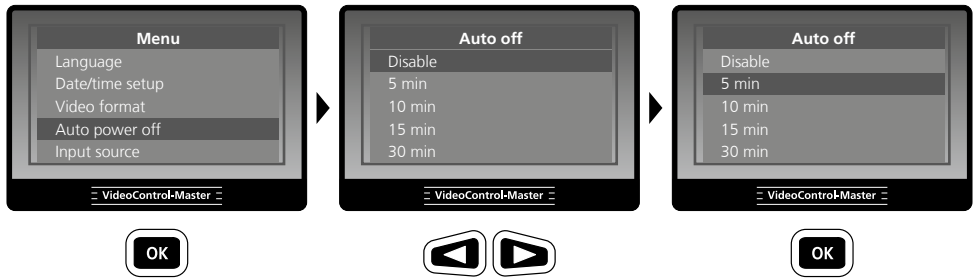 Menu
Language
Date/time setup
Video format
Auto power off
Input source
VideoControl-Master
OK
Auto off
Disable
5 min
10 min
15 min
30 min
VideoControl-Master
Auto off
Disable
5 min
10 min
15 min
30 min
VideoControl-Master
OK